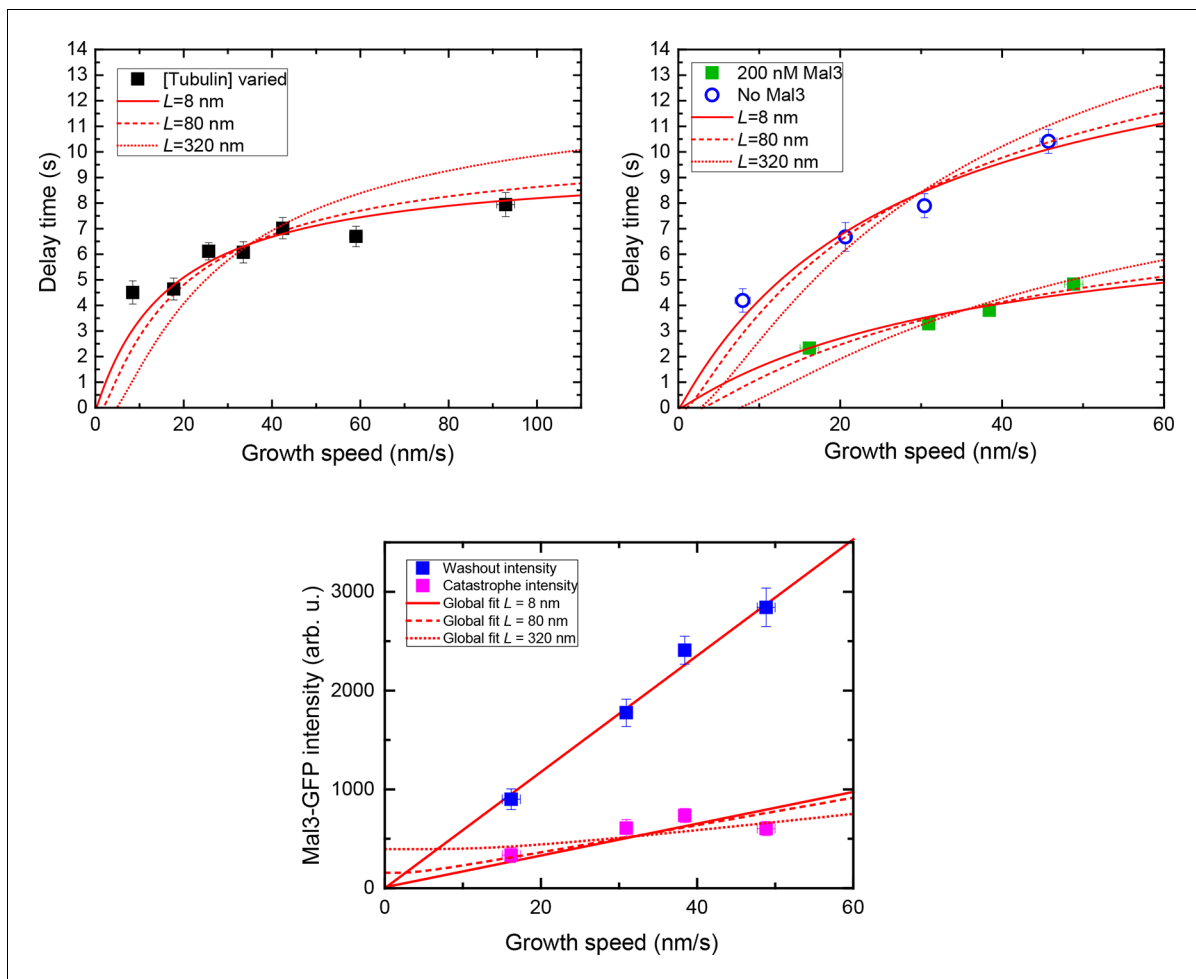 14
13
12
11
10
9
8
7
6
5
4
3
2
1
0
Delay time (s)
[Tubulin] varied
L=8 nm
L=80 nm
L=320 nm
0 20 40 60 80 100
Growth speed (nm/s)
14
13
12
11
10
9
8
7
6
5
4
3
2
1
0
Delay time (s)
200 nM Mal3
No Mal3
L=8 nm
L=80 nm
L=320 nm
0 20 40 60
Growth speed (nm/s)
3000
2000
1000
0
Mal3-GFP intensity (arb. u.)
Washout intensity
Catastrophe intensity
Global fit L = 8 nm
Global fit L = 80 nm
Global fit L = 320 nm
0 20 40 60
Growth speed (nm/s)